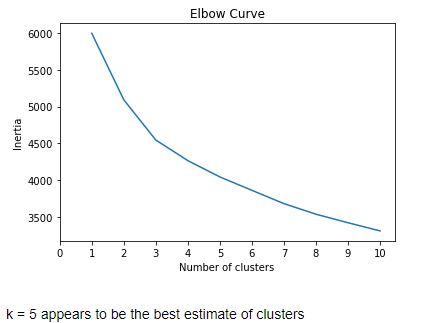 Elbow Curve
6000
5500
5000
4500
4000
3500
Inertia
0 1 2 3 4 5 6 7 8 9 10
Number of clusters
k = 5 appears to be the best estimate of clusters